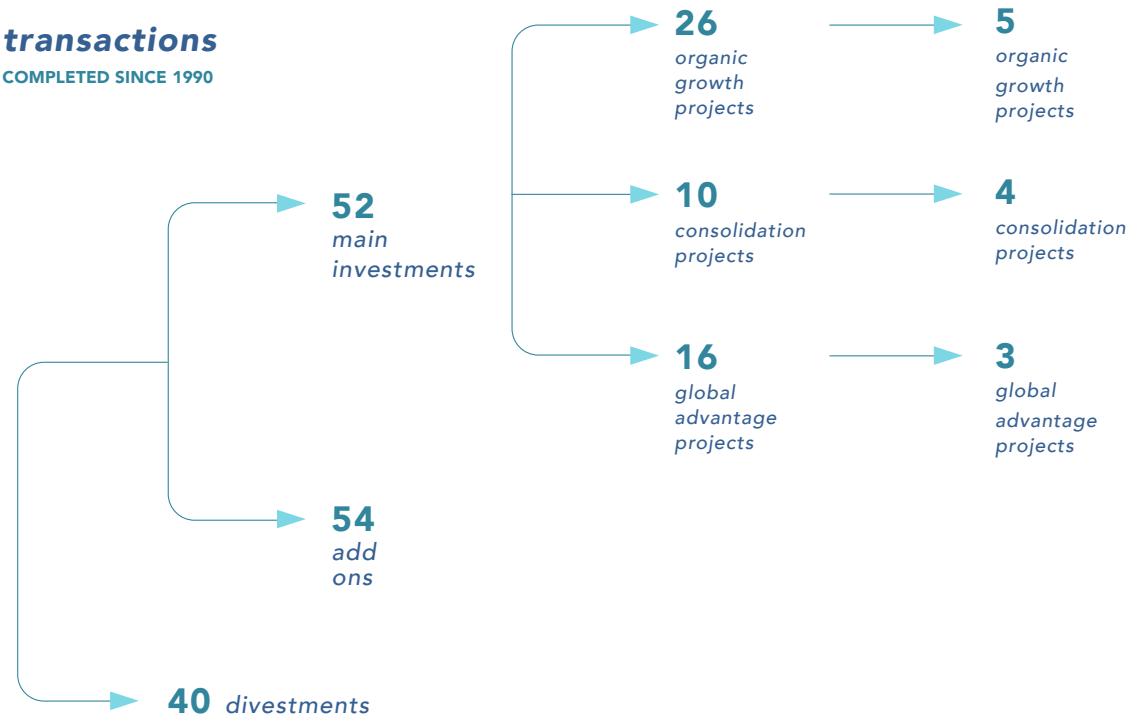 transactions
COMPLETED SINCE 1990
26
organic
growth
projects
5
organic
growth
projects
52
main
investments
10
consolidation
projects
4
consolidation
projects
16
global
advantage
projects
3
global
advantage
projects
54
add
ons
40 divestments